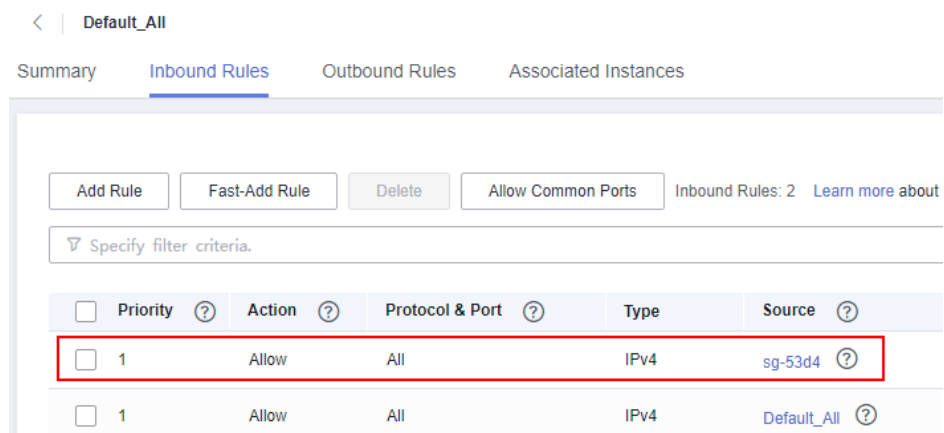 Default_All
Summary Inbound Rules Outbound Rules Associated Instances
Add Rule Fast-Add Rule Delete Allow Common Ports Inbound Rules: 2 Learn more about
Specify filter criteria.
Priority ? Action ? Protocol & Port ? Type Source ?
1 Allow All IPv4 sg-53d4 ?
1 Allow All IPv4 Default_All ?